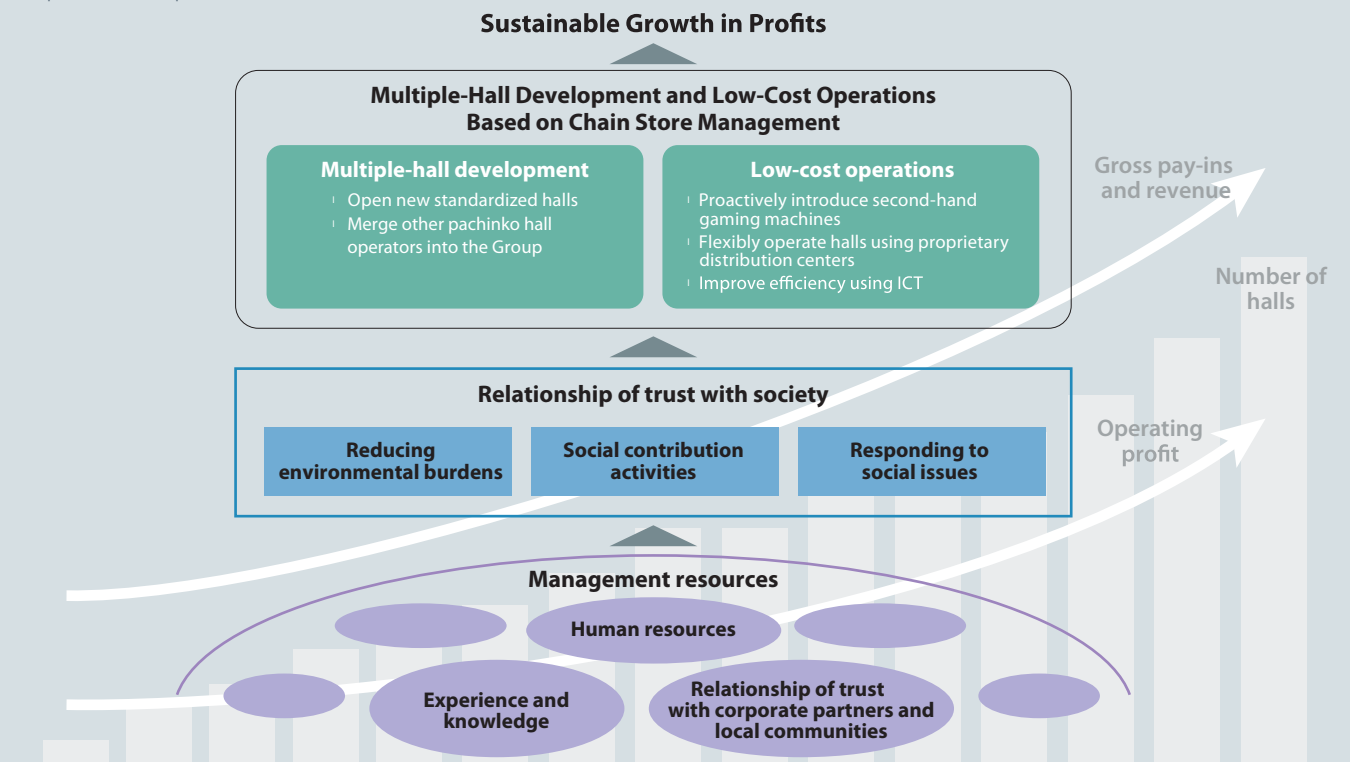 Sustainable Growth in Profits
Multiple-Hall Development and Low-Cost Operations
Based on Chain Store Management
Multiple-hall development
Open new standardized halls
Merge other pachinko hall
operators into the Group
Low-cost operations
Proactively introduce second-hand
gaming machines
Flexibly operate halls using proprietary
distribution centers
Improve efficiency using ICT
Gross pay-ins
and revenue
Number of
halls
Relationship of trust with society
Reducing
environmental burdens
Social contribution
activities
Responding to
social issues
Operating
profit
Management resources
Human resources
Experience and
knowledge
Relationship of trust
with corporate partners and
local communities